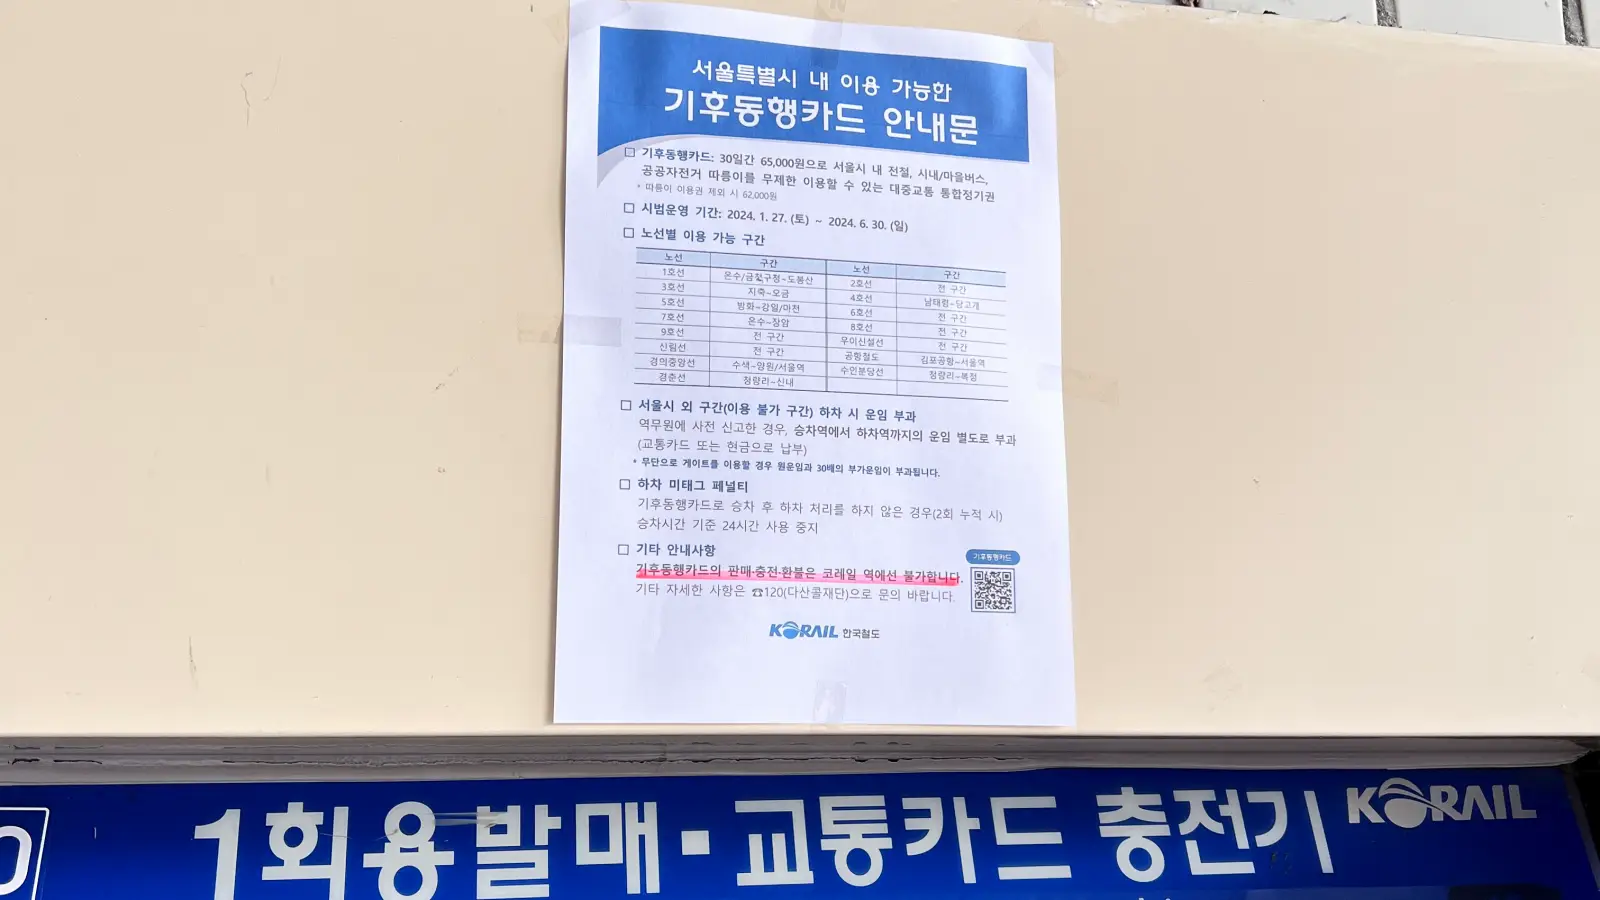 서울특별시 내 이용 가능한
기후동행카드 안내문
□ 기후동행카드: 30일간 65,000원으로 서울시 내 전철, 시내/마을버스,
공공자전거 따릉이를 무제한 이용할 수 있는 대중교통 통합정기권
* 따릉이 이용권 제외 시 62,000원
□ 시범운영 기간: 2024. 1. 27. (토) ~ 2024. 6. 30. (일)
□ 노선별 이용 가능 구간
노선 구간 노선 구간
1호선 온수/금천구청~도봉산 2호선 전 구간
3호선 지축~오금 4호선 남태령~당고개
5호선 방화~강일/마천 6호선 전 구간
7호선 온수~장암 8호선 전 구간
9호선 전 구간 우이신설선 전 구간
신림선 전 구간 공항철도 김포공항~서울역
경의중앙선 수색~양원/서울역 수인분당선 청량리~복정
경춘선 청량리~신내
□ 서울시 외 구간(이용 불가 구간) 하차 시 운임 부과
역무원에 사전 신고한 경우, 승차역에서 하차역까지의 운임 별도로 부과
(교통카드 또는 현금으로 납부)
* 무단으로 게이트를 이용할 경우 원운임과 30배의 부가운임이 부과됩니다.
□ 하차 미태그 페널티
기후동행카드로 승차 후 하차 처리를 하지 않은 경우(2회 누적 시)
승차시간 기준 24시간 사용 중지
□ 기타 안내사항
기후동행카드의 판매·충전·환불은 코레일 역에선 불가합니다.
기타 자세한 사항은 ☎120(다산콜재단)으로 문의 바랍니다.
기후동행카드
KORAIL 한국철도
1회용발매·교통카드 충전기
KORAIL